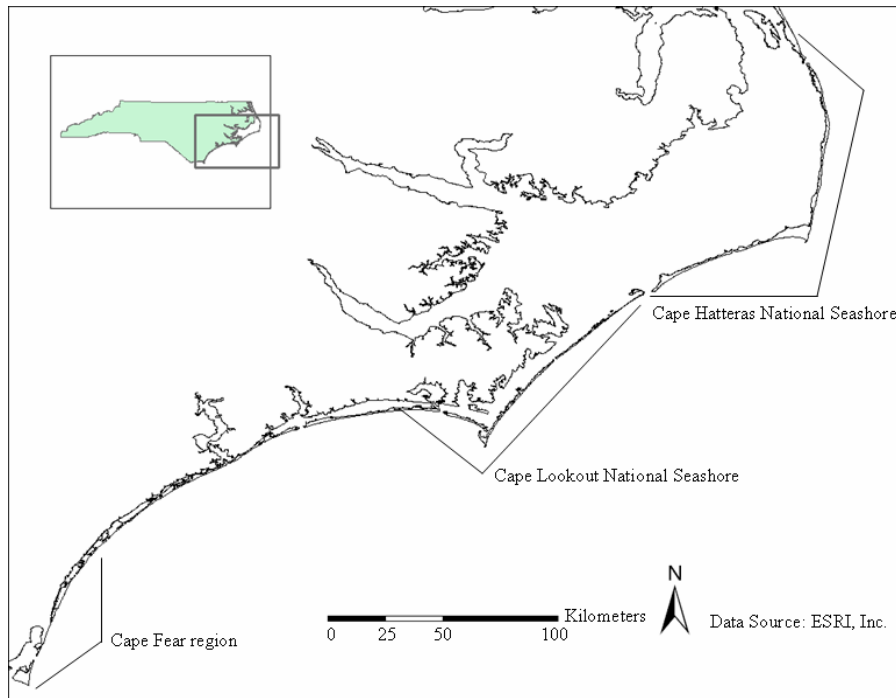 Cape Hatteras National Seashore
Cape Lookout National Seashore
N
Kilometers
0 25 50 100
Data Source: ESRI, Inc.
Cape Fear region